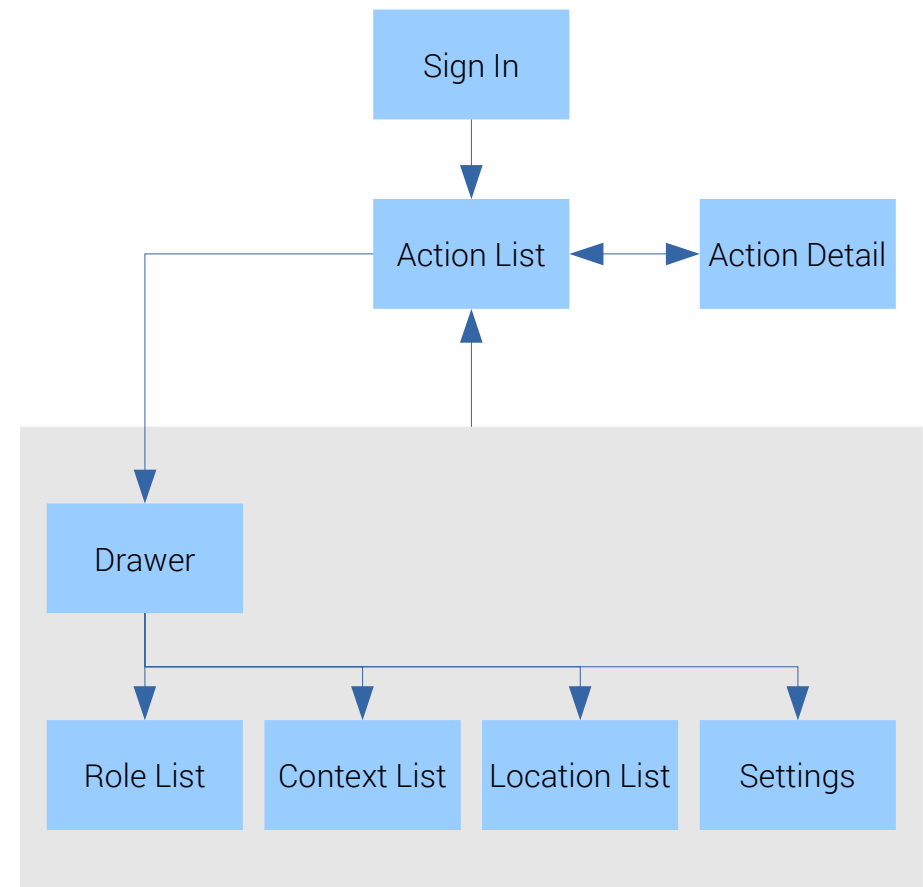 Sign In
Action List
Action Detail
Drawer
Role List
Context List
Location List
Settings